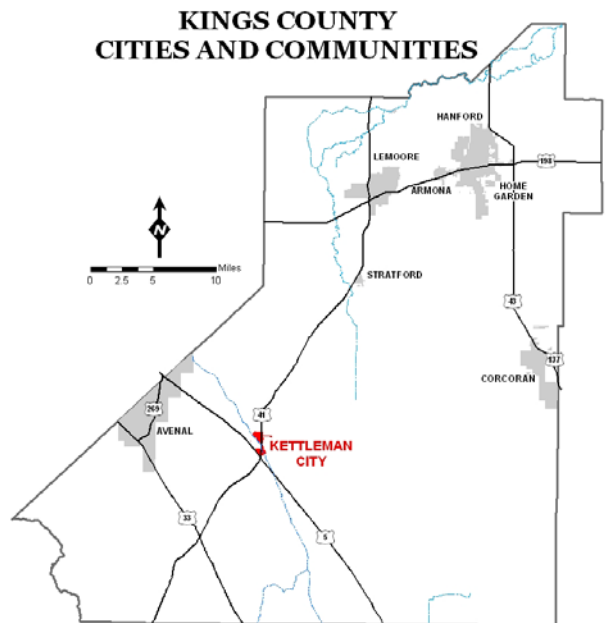 KINGS COUNTY
CITIES AND COMMUNITIES
HANFORD
LEMOORE
198
ARMONA
HOME
GARDEN
N
Miles
0 2.5 5 10
STRATFORD
43
137
CORCORAN
269
AVENAL
41
KETTLEMAN
CITY
33
5